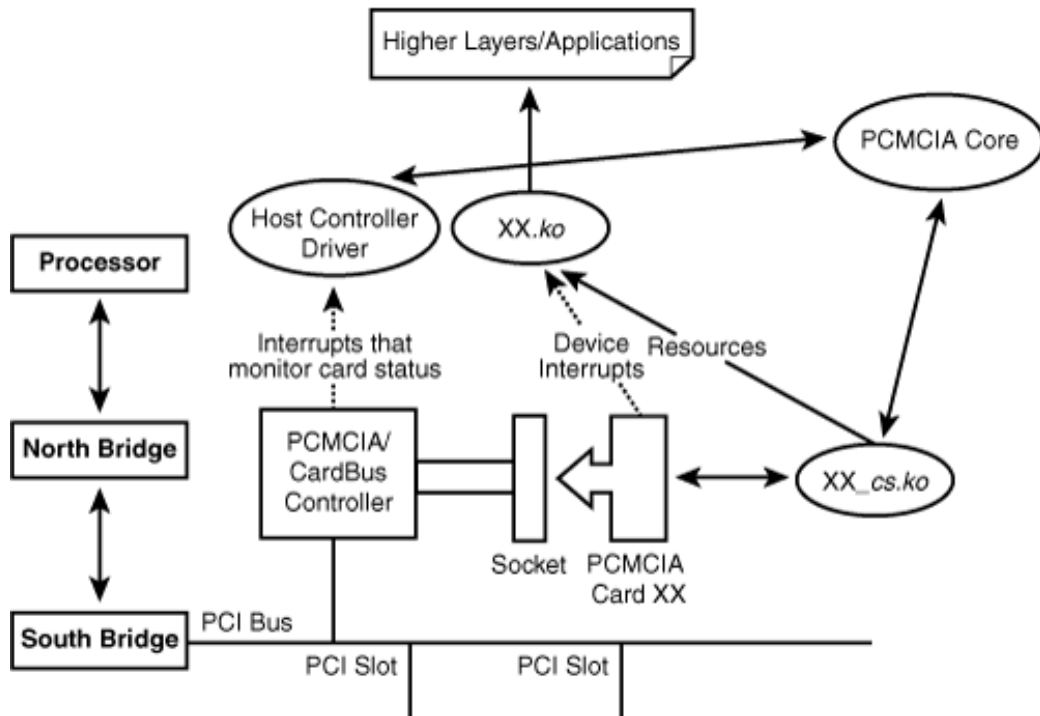 Higher Layers/Applications
PCMCIA Core
Host Controller
Driver
XX.ko
Processor
Interrupts that
monitor card status
Device
Interrupts
Resources
North Bridge
PCMCIA/
CardBus
Controller
XX_cs.ko
Socket
PCMCIA
Card XX
South Bridge
PCI Bus
PCI Slot
PCI Slot